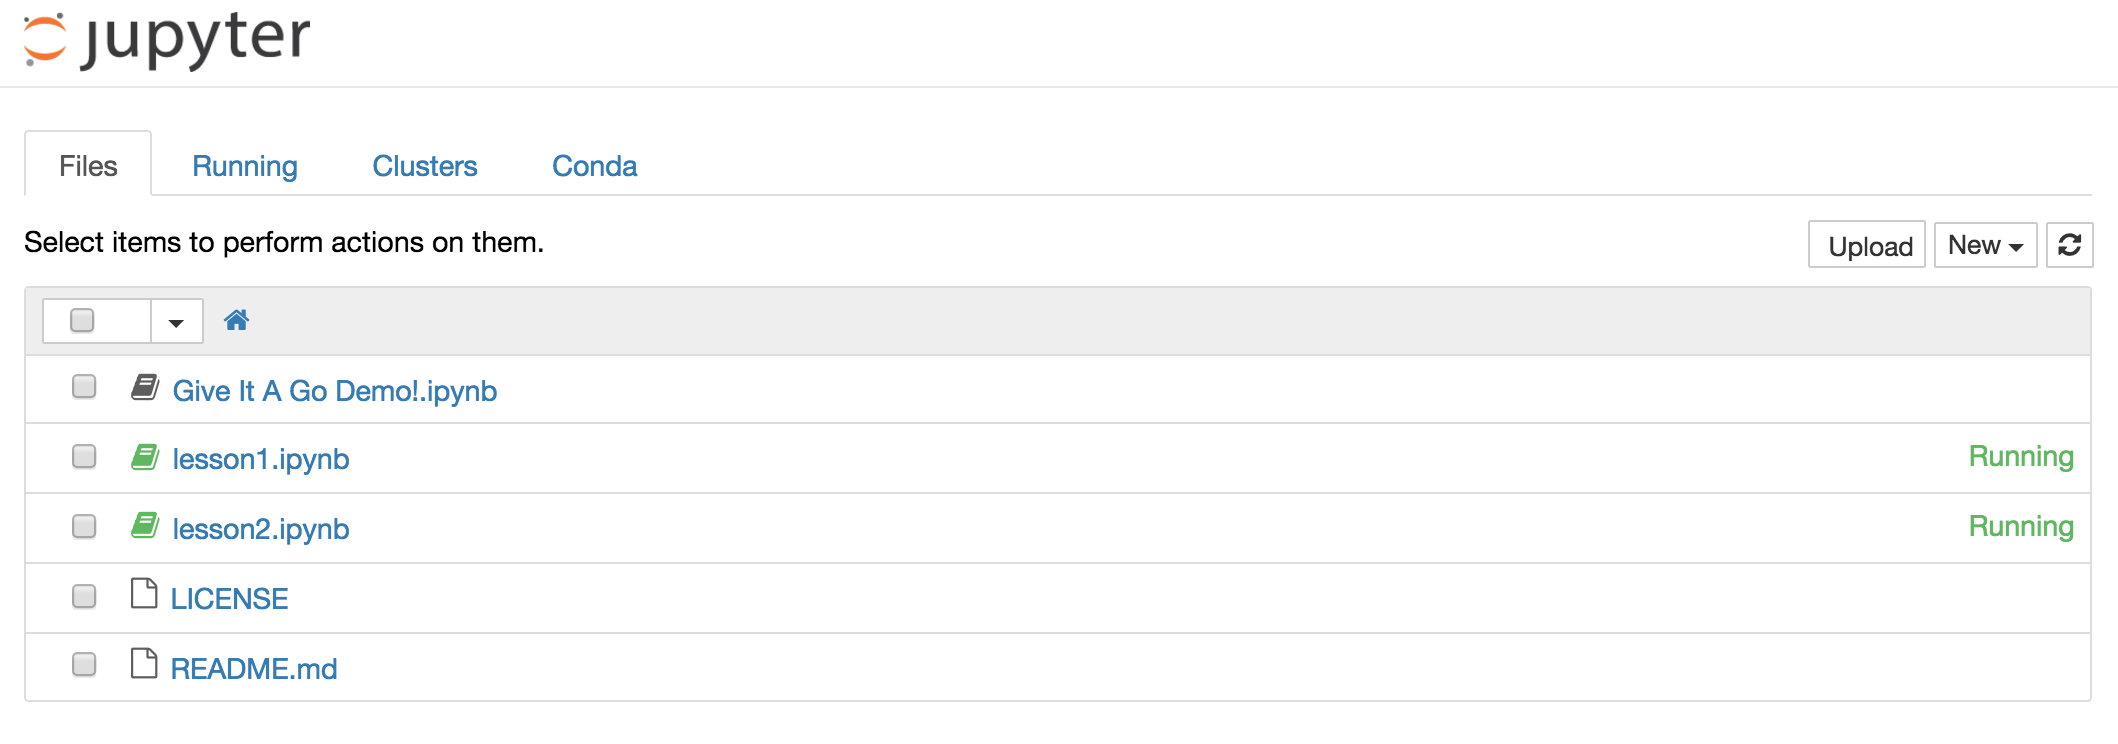 jupyter
Files Running Clusters Conda
Select items to perform actions on them.
Upload New
Give It A Go Demo!.ipynb
lesson1.ipynb Running
lesson2.ipynb Running
LICENSE
README.md